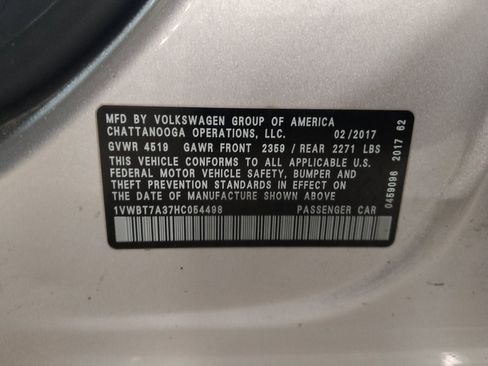 MFD BY VOLKSWAGEN GROUP OF AMERICA
CHATTANOOGA OPERATIONS, LLC. 02/2017
GVWR 4519 GAWR FRONT 2359 / REAR 2271 LBS
THIS VEHICLE CONFORMS TO ALL APPLICABLE U.S.
FEDERAL MOTOR VEHICLE SAFETY, BUMPER AND
THEFT PREVENTION STANDARDS IN EFFECT ON
THE DATE OF MANUFACTURE SHOWN ABOVE
1VWBT7A37HC054498 PASSENGER CAR
0459096 2017 62